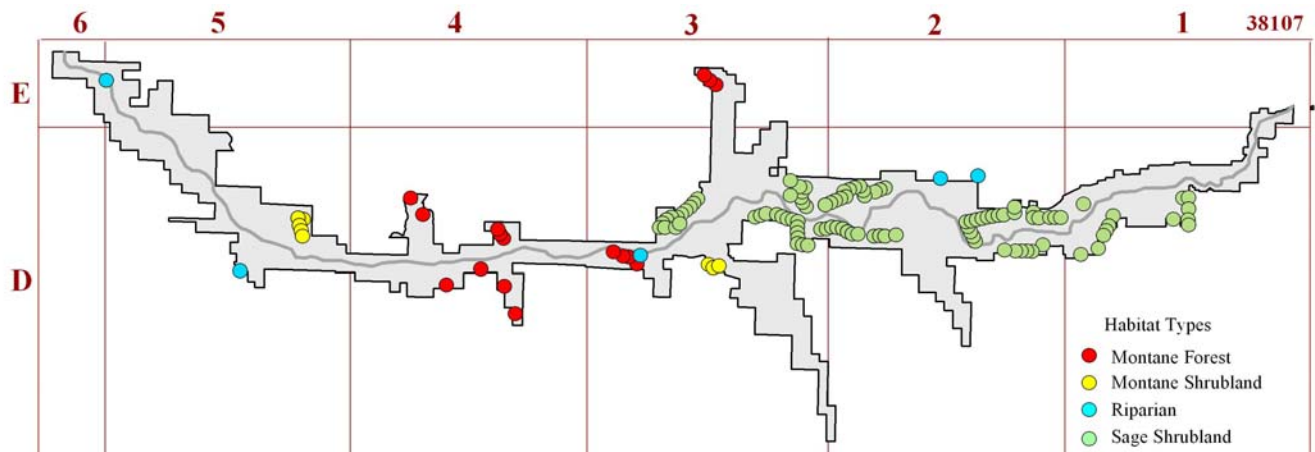 6 5 4 3 2 1 38107
E
D
Habitat Types
Montane Forest
Montane Shrubland
Riparian
Sage Shrubland